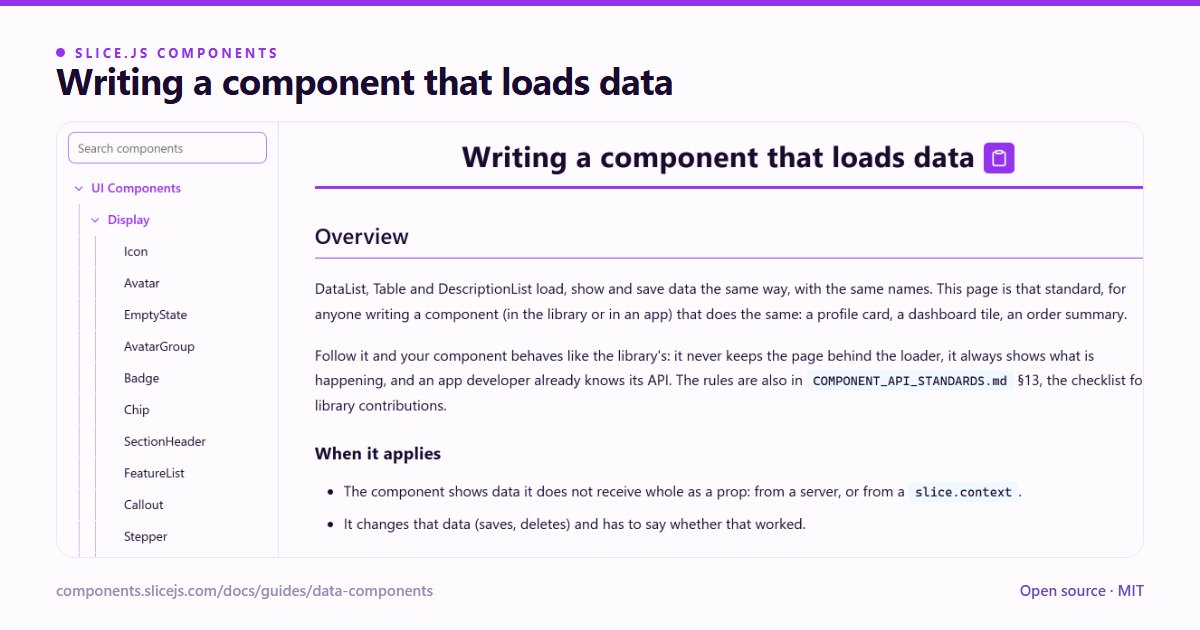 SLICE.JS COMPONENTS
Writing a component that loads data
Search components
UI Components
Display
Icon
Avatar
EmptyState
AvatarGroup
Badge
Chip
SectionHeader
FeatureList
Callout
Stepper
Writing a component that loads data
Overview
DataList, Table and DescriptionList load, show and save data the same way, with the same names. This page is that standard, for
anyone writing a component (in the library or in an app) that does the same: a profile card, a dashboard tile, an order summary.
Follow it and your component behaves like the library's: it never keeps the page behind the loader, it always shows what is
happening, and an app developer already knows its API. The rules are also in COMPONENT_API_STANDARDS.md §13, the checklist fo
library contributions.
When it applies
• The component shows data it does not receive whole as a prop: from a server, or from a slice.context .
• It changes that data (saves, deletes) and has to say whether that worked.
components.slicejs.com/docs/guides/data-components
Open source · MIT